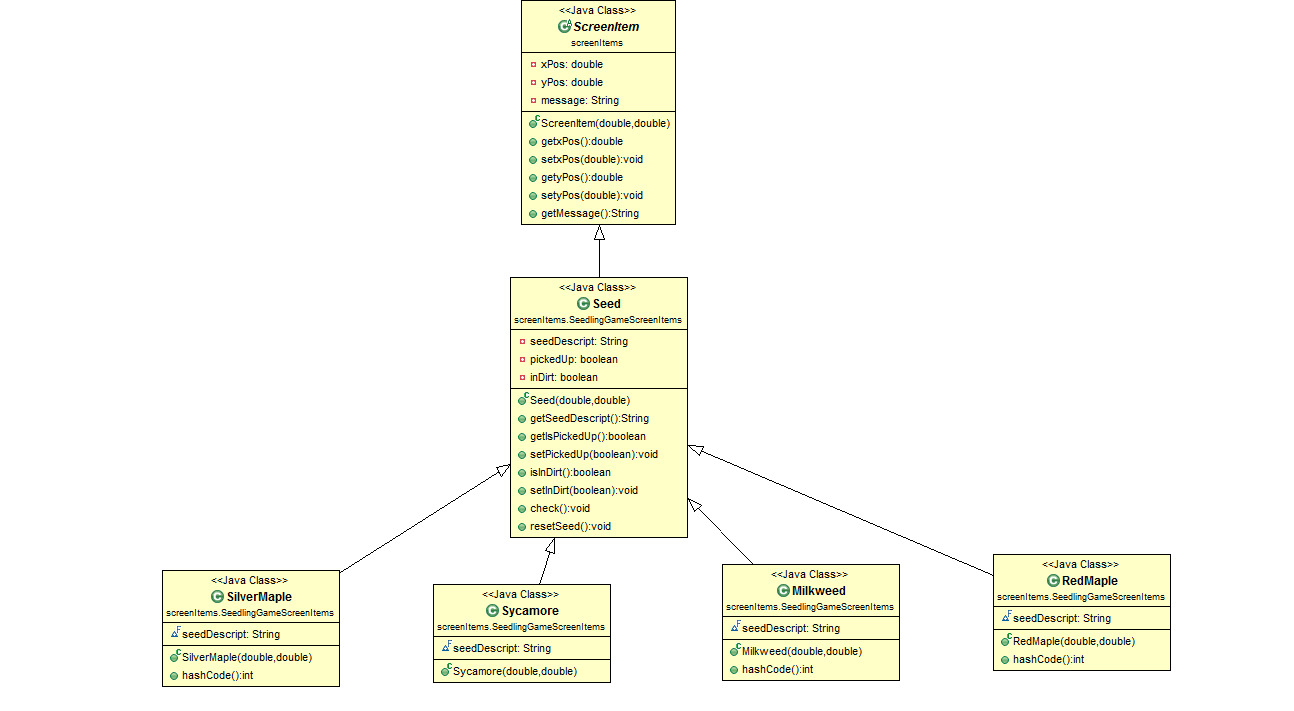 <<Java Class>>
ScreenItem
screenItems
xPos: double
yPos: double
message: String
ScreenItem(double,double)
getxPos():double
setxPos(double):void
getyPos():double
setyPos(double):void
getMessage():String
<<Java Class>>
Seed
screenItems.SeedlingGameScreenItems
seedDescript: String
pickedUp: boolean
inDirt: boolean
Seed(double,double)
getSeedDescript():String
getIsPickedUp():boolean
setPickedUp(boolean):void
isInDirt():boolean
setInDirt(boolean):void
check():void
resetSeed():void
<<Java Class>>
SilverMaple
screenItems.SeedlingGameScreenItems
seedDescript: String
SilverMaple(double,double)
hashCode():int
<<Java Class>>
Sycamore
screenItems.SeedlingGameScreenItems
seedDescript: String
Sycamore(double,double)
<<Java Class>>
Milkweed
screenItems.SeedlingGameScreenItems
seedDescript: String
Milkweed(double,double)
hashCode():int
<<Java Class>>
RedMaple
screenItems.SeedlingGameScreenItems
seedDescript: String
RedMaple(double,double)
hashCode():int